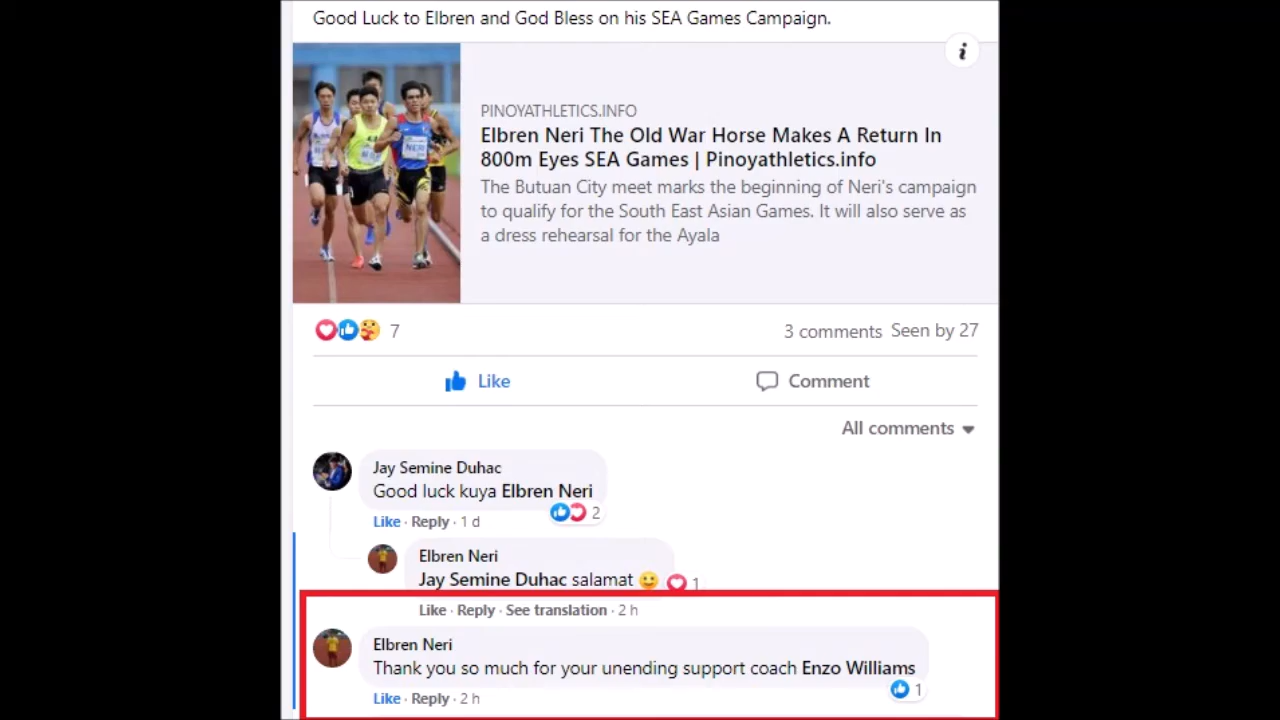 Good Luck to Elbren and God Bless on his SEA Games Campaign.
NERI
PINOYATHLETICS.INFO
Elbren Neri The Old War Horse Makes A Return In
800m Eyes SEA Games | Pinoyathletics.info
The Butuan City meet marks the beginning of Neri's campaign
to qualify for the South East Asian Games. It will also serve as
a dress rehearsal for the Ayala
7
3 comments Seen by 27
Like
Comment
All comments
Jay Semine Duhac
Good luck kuya Elbren Neri
2
Like · Reply · 1 d
Elbren Neri
Jay Semine Duhac salamat
1
Like · Reply · See translation · 2 h
Elbren Neri
Thank you so much for your unending support coach Enzo Williams
1
Like · Reply · 2 h